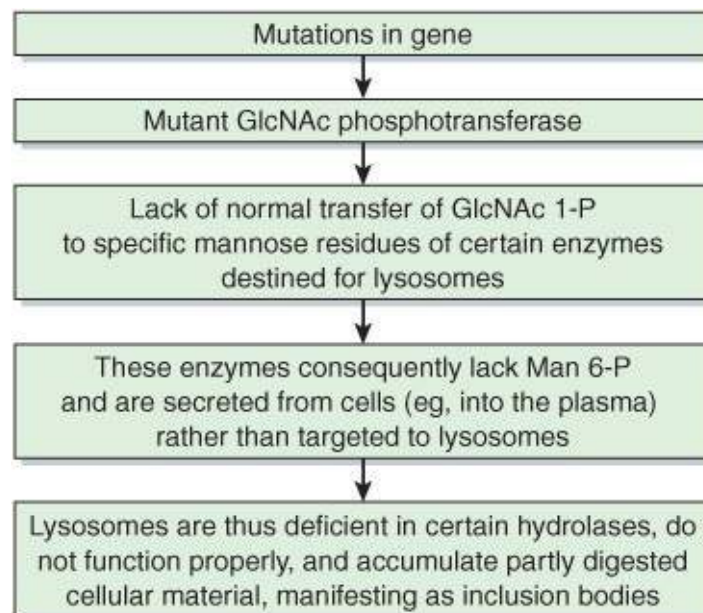 Mutations in gene
Mutant GlcNAc phosphotransferase
Lack of normal transfer of GlcNAc 1-P
to specific mannose residues of certain enzymes
destined for lysosomes
These enzymes consequently lack Man 6-P
and are secreted from cells (eg, into the plasma)
rather than targeted to lysosomes
Lysosomes are thus deficient in certain hydrolases, do
not function properly, and accumulate partly digested
cellular material, manifesting as inclusion bodies